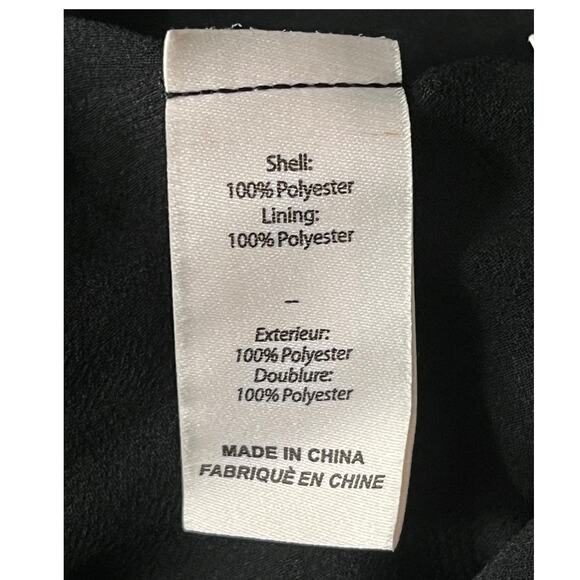 Shell:
100% Polyester
Lining:
100% Polyester
–
Exterieur:
100% Polyester
Doublure:
100% Polyester
MADE IN CHINA
FABRIQUÈ EN CHINE